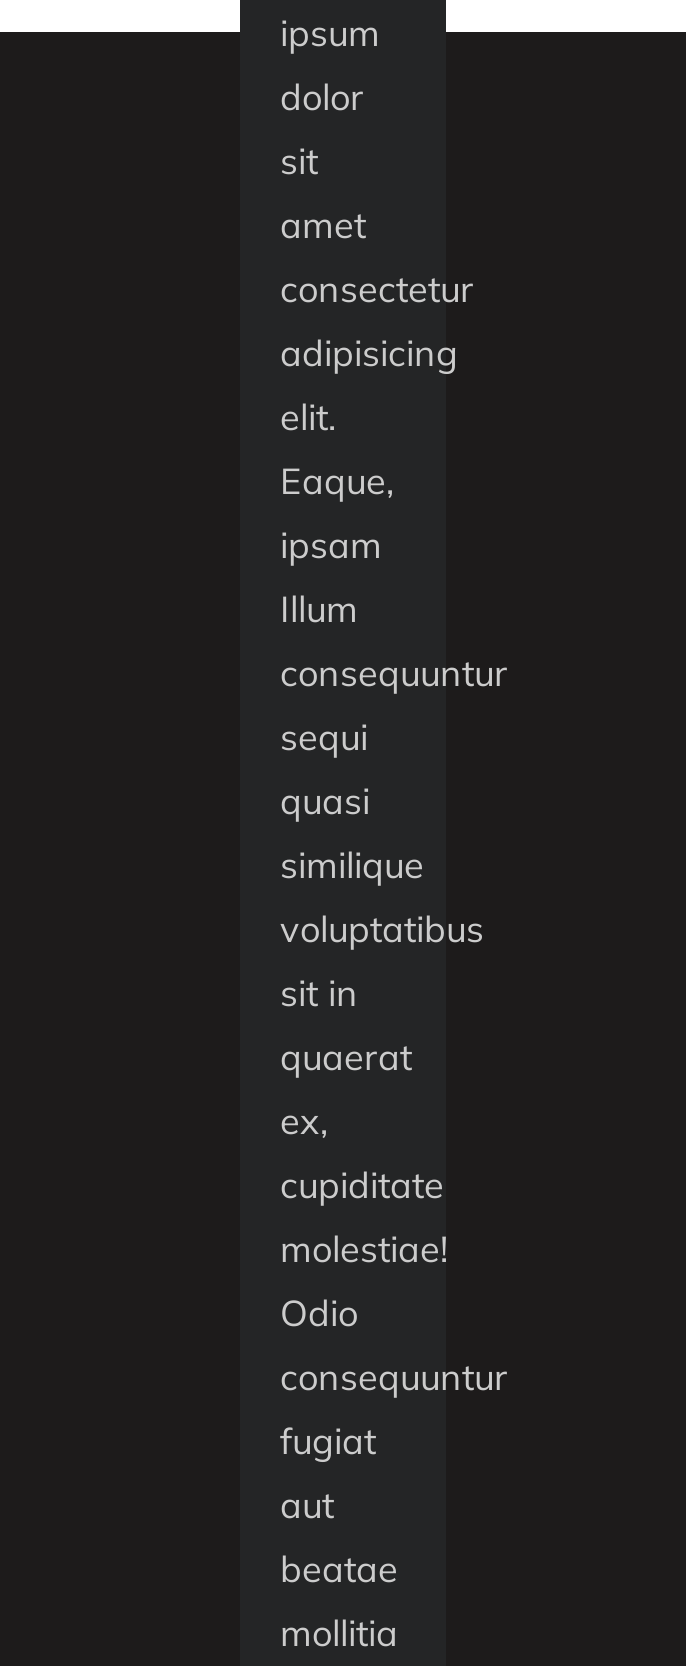 ipsum
dolor
sit
amet
consectetur
adipisicing
elit.
Eaque,
ipsam
Illum
consequuntur
sequi
quasi
similique
voluptatibus
sit in
quaerat
ex,
cupiditate
molestiae!
Odio
consequuntur
fugiat
aut
beatae
mollitia